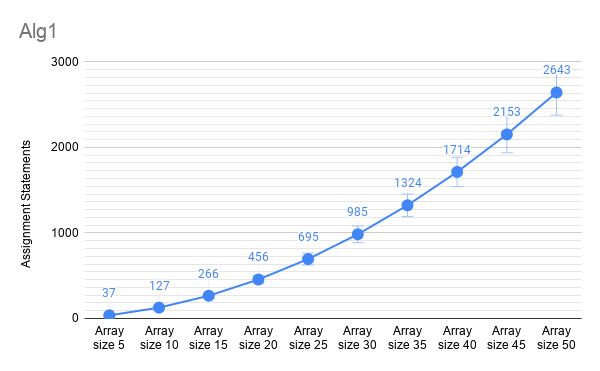 Alg1
3000
2000
1000
0
Assignment Statements
37
127
266
456
695
985
1324
1714
2153
2643
Array size 5
Array size 10
Array size 15
Array size 20
Array size 25
Array size 30
Array size 35
Array size 40
Array size 45
Array size 50